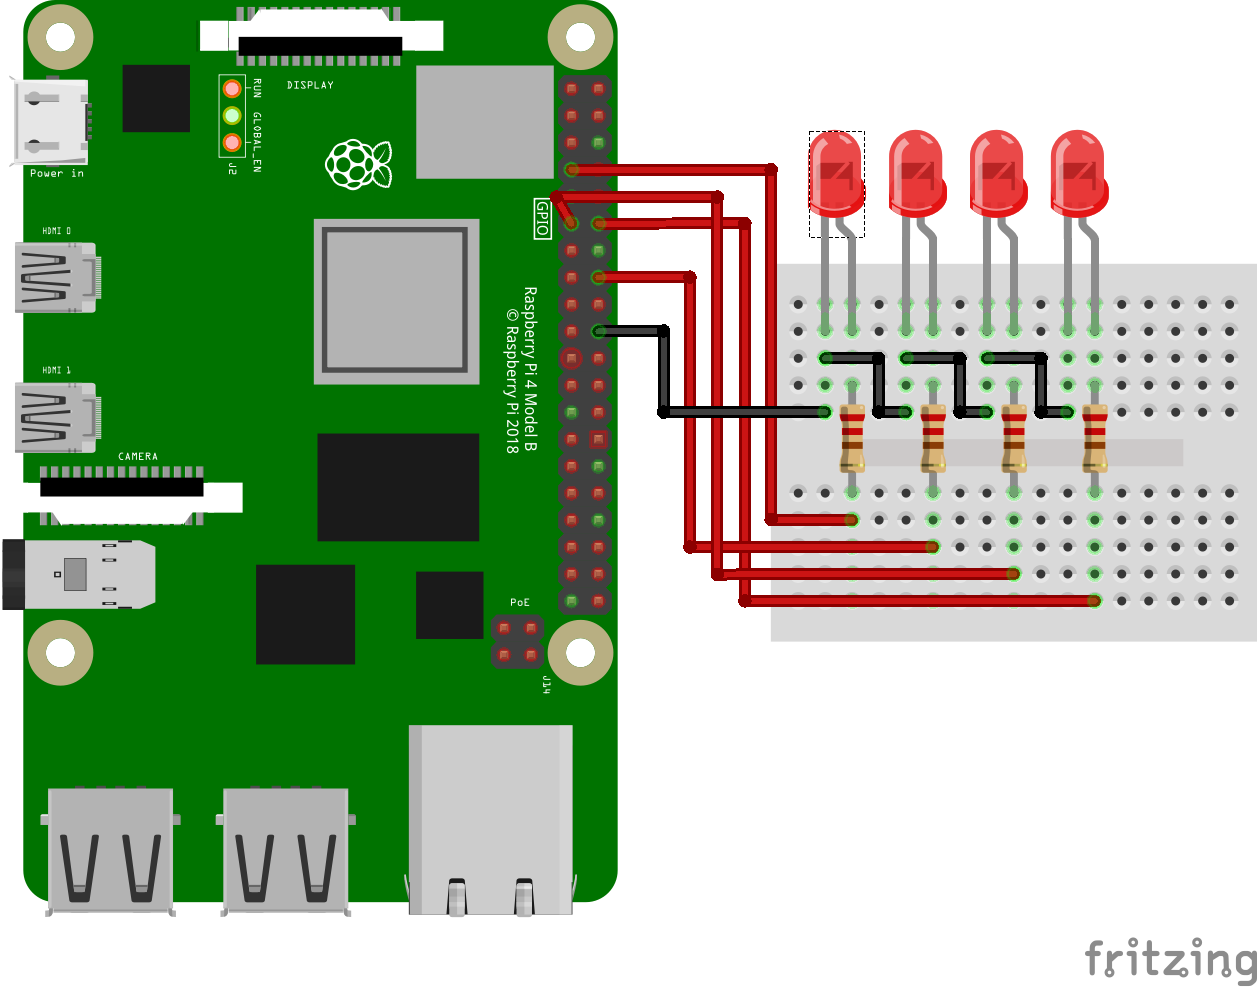 DISPLAY
RUN
GLOBAL_EN
J2
Power in
GPIO
HDMI 0
Raspberry Pi 4 Model B
© Raspberry Pi 2018
HDMI 1
CAMERA
PoE
J14
fritzing